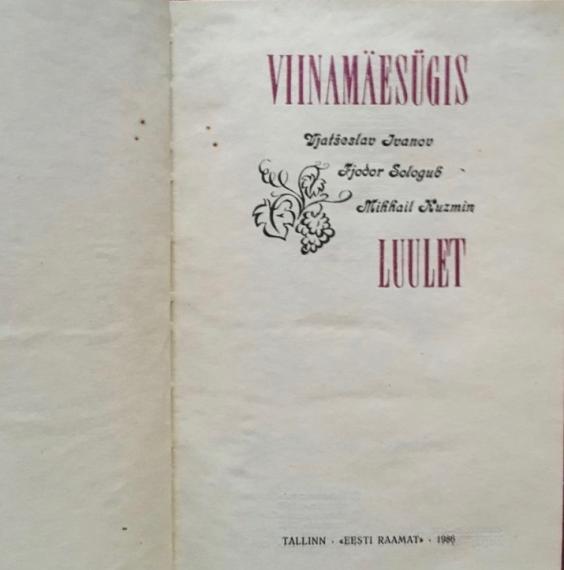 VIINAMÄESÜGIS
Vjatšeslav Ivanov
Fjodor Sologub
Mihhail Kuzmin
LUULET
TALLINN · «EESTI RAAMAT» · 1986